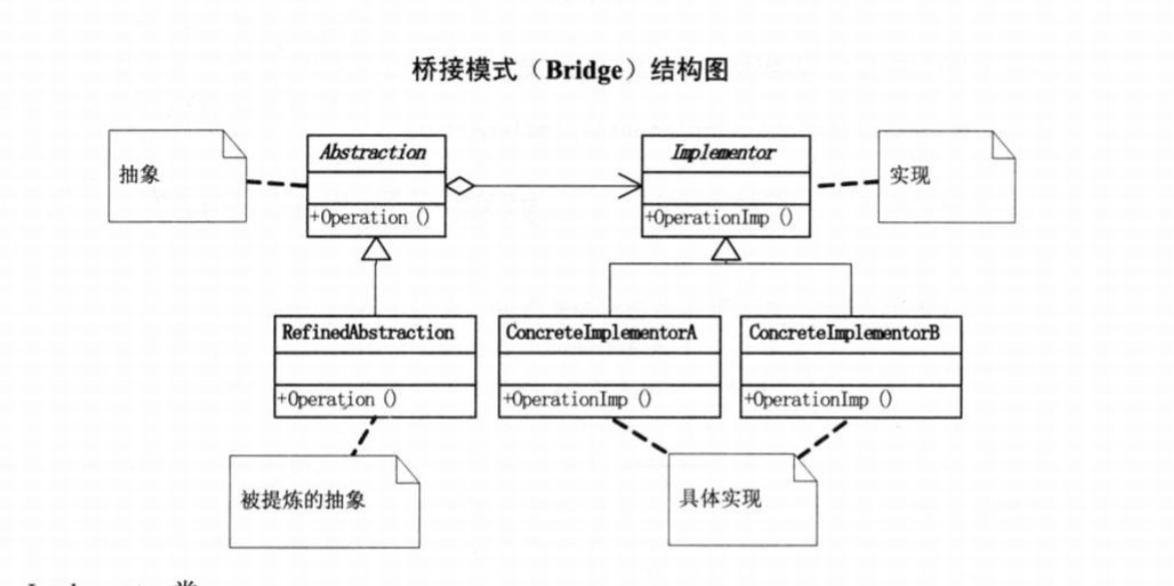 桥接模式（Bridge）结构图
抽象
Abstraction
+Operation ()
Implementor
+OperationImp ()
实现
RefinedAbstraction
+Operation ()
ConcreteImplementorA
+OperationImp ()
ConcreteImplementorB
+OperationImp ()
被提炼的抽象
具体实现